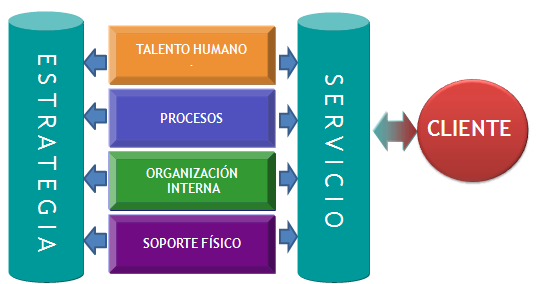 ESTRATEGIA
TALENTO HUMANO
.
PROCESOS
ORGANIZACIÓN
INTERNA
SOPORTE FÍSICO
SERVICIO
CLIENTE